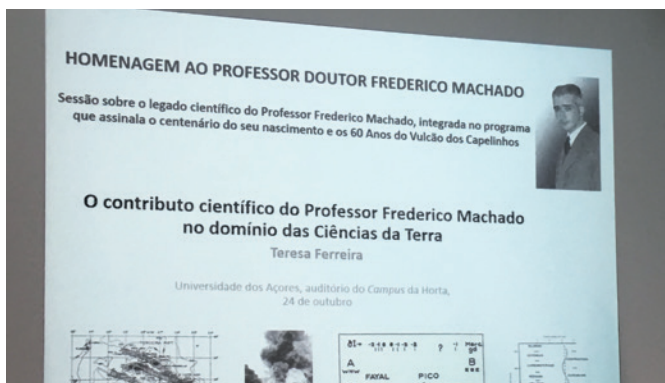 HOMENAGEM AO PROFESSOR DOUTOR FREDERICO MACHADO
Sessão sobre o legado científico do Professor Frederico Machado, integrada no programa
que assinala o centenário do seu nascimento e os 60 Anos do Vulcão dos Capelinhos
O contributo científico do Professor Frederico Machado
no domínio das Ciências da Terra
Teresa Ferreira
Universidade dos Açores, auditório do Campus da Horta,
24 de outubro
A
B
FAYAL
PICO